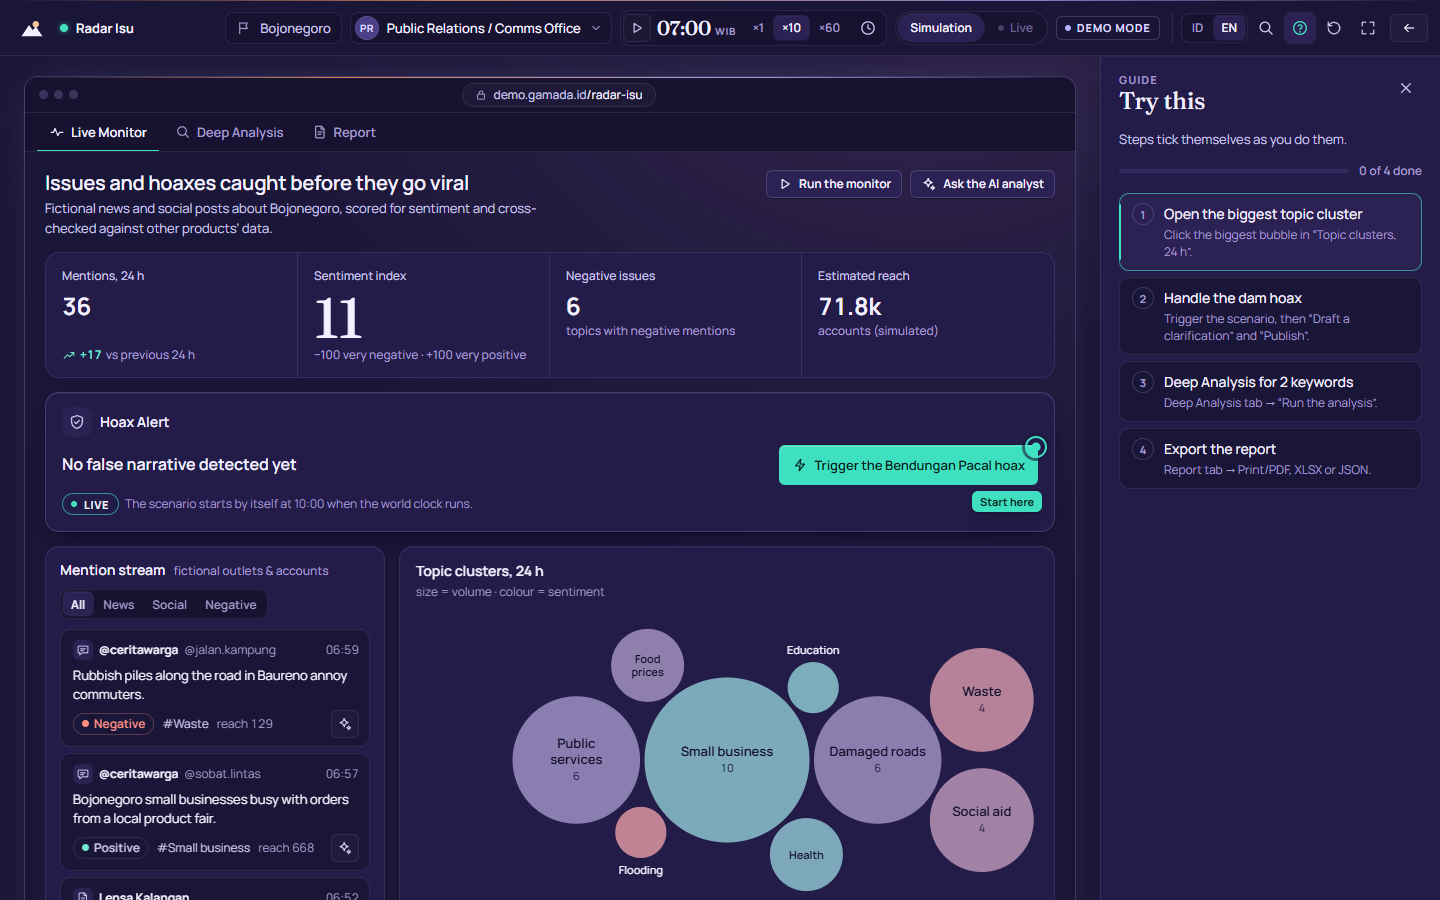 Radar Isu
Bojonegoro
PR Public Relations / Comms Office
07:00 WIB
×1 ×10 ×60
Simulation
Live
DEMO MODE
ID EN
demo.gamada.id/radar-isu
Live Monitor
Deep Analysis
Report
Issues and hoaxes caught before they go viral
Fictional news and social posts about Bojonegoro, scored for sentiment and cross-
checked against other products' data.
Run the monitor
Ask the AI analyst
Mentions, 24 h
36
+17 vs previous 24 h
Sentiment index
11
−100 very negative · +100 very positive
Negative issues
6
topics with negative mentions
Estimated reach
71.8k
accounts (simulated)
Hoax Alert
No false narrative detected yet
LIVE The scenario starts by itself at 10:00 when the world clock runs.
Trigger the Bendungan Pacal hoax
Start here
Mention stream fictional outlets & accounts
All News Social Negative
@ceritawarga @jalan.kampung 06:59
Rubbish piles along the road in Baureno annoy
commuters.
Negative #Waste reach 129
@ceritawarga @sobat.lintas 06:57
Bojonegoro small businesses busy with orders
from a local product fair.
Positive #Small business reach 668
Lensa Kalangan 06:52
Topic clusters, 24 h
size = volume · colour = sentiment
Food
prices
Education
Waste
4
Public
services
6
Small business
10
Damaged roads
6
Social aid
4
Flooding
Health
GUIDE
Try this
Steps tick themselves as you do them.
0 of 4 done
1 Open the biggest topic cluster
Click the biggest bubble in “Topic clusters,
24 h”.
2 Handle the dam hoax
Trigger the scenario, then “Draft a
clarification” and “Publish”.
3 Deep Analysis for 2 keywords
Deep Analysis tab → “Run the analysis”.
4 Export the report
Report tab → Print/PDF, XLSX or JSON.